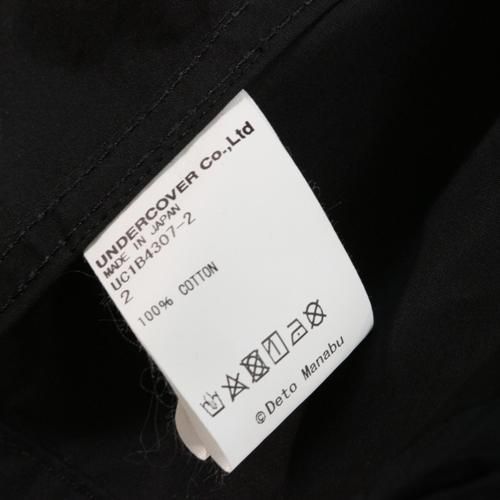 UNDERCOVER Co.,Ltd
MADE IN JAPAN
UC1B4307-2
2
100% COTTON
©Deto Manabu